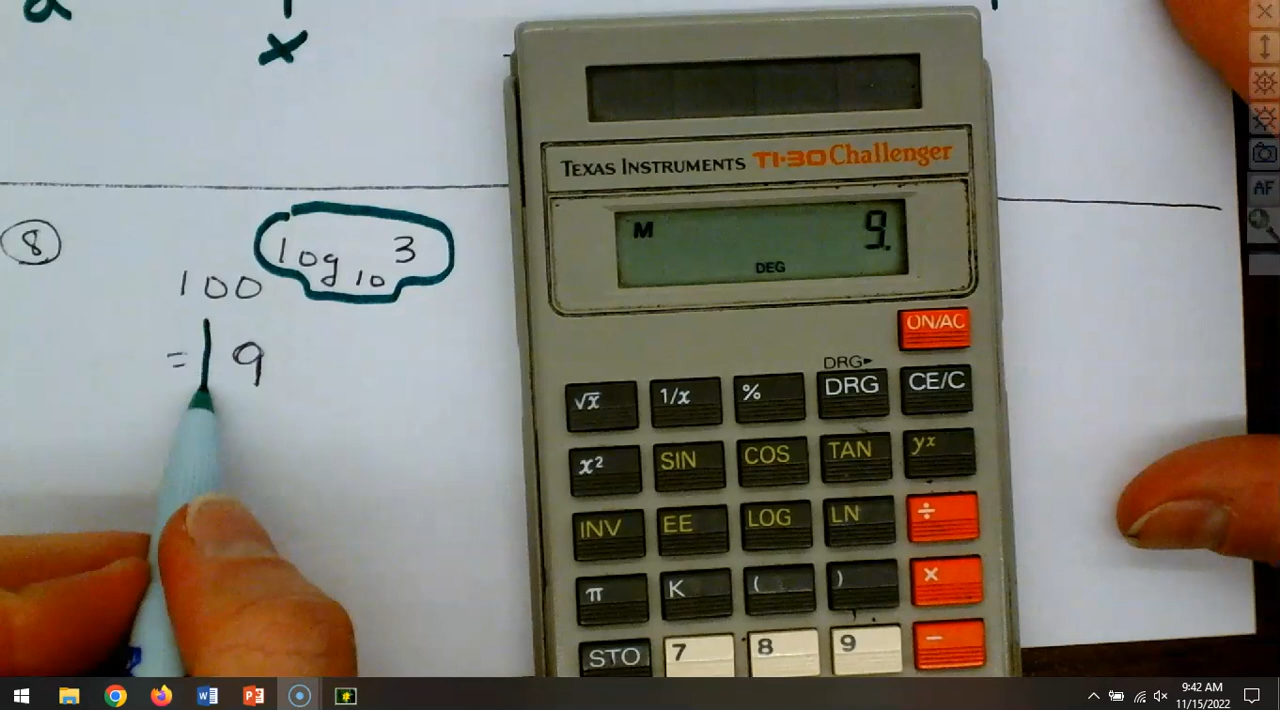 x
⑧
100 log₁₀ 3
= 9
TEXAS INSTRUMENTS TI-30 Challenger
M 9.
DEG
ON/AC
DRG▸
√x 1/x % DRG CE/C
x² SIN COS TAN yx
INV EE LOG LN ÷
π K ( ) ×
STO 7 8 9 −
AF
9:42 AM
11/15/2022